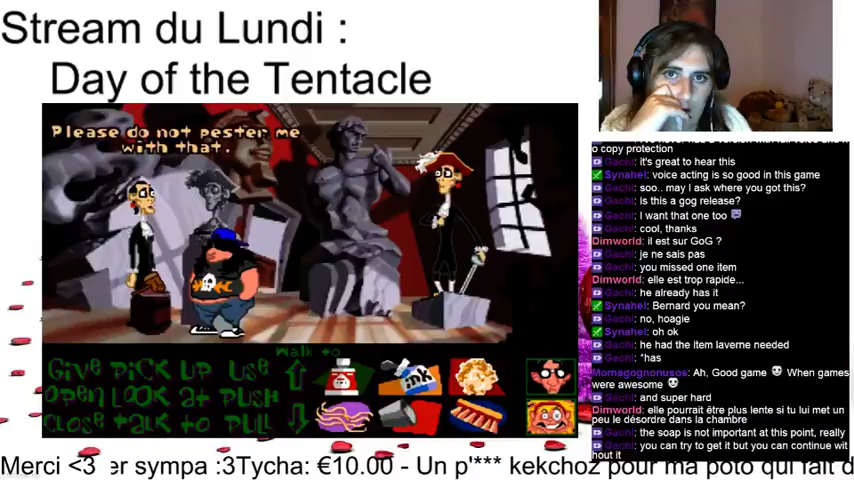 Stream du Lundi :
Day of the Tentacle
Please do not pester me
with that.
Walk to
GIVE PICK UP USE
OPEN LOOK at PUSH
CLOSE talk to PULL
ink
o copy protection
Gachi: it's great to hear this
Synahel: voice acting is so good in this game
Gachi: soo.. may I ask where you got this?
Gachi: Is this a gog release?
Gachi: I want that one too
Gachi: cool, thanks
Dimworld: il est sur GoG ?
Gachi: je ne sais pas
Gachi: you missed one item
Dimworld: elle est trop rapide...
Gachi: he already has it
Synahel: Bernard you mean?
Gachi: no, hoagie
Synahel: oh ok
Gachi: he had the item laverne needed
Gachi: *has
Momagognonusos: Ah, Good game When games
were awesome
Gachi: and super hard
Dimworld: elle pourrait être plus lente si tu lui met un
peu le désordre dans la chambre
Gachi: the soap is not important at this point, really
Gachi: you can try to get it but you can continue wit
hout it
Merci <3 er sympa :3Tycha: €10.00 - Un p'*** kekchoz pour ma poto qui fait d